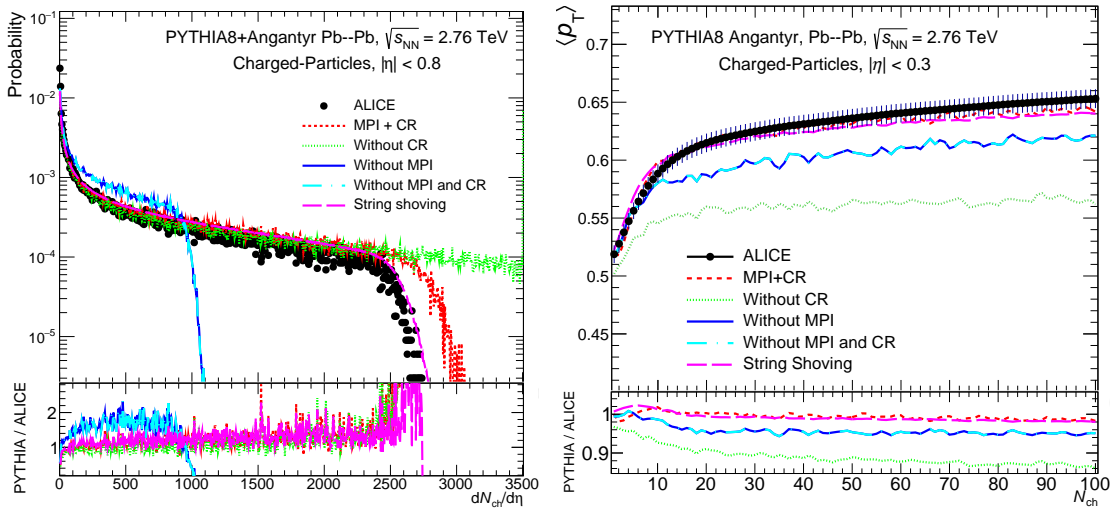 PYTHIA8+Angantyr Pb--Pb, √sNN = 2.76 TeV
Charged-Particles, |η| < 0.8
ALICE
MPI + CR
Without CR
Without MPI
Without MPI and CR
String shoving
Probability
10⁻¹
10⁻²
10⁻³
10⁻⁴
10⁻⁵
PYTHIA / ALICE
2
1
0 500 1000 1500 2000 2500 3000 3500
dNch/dη
⟨pT⟩
PYTHIA8 Angantyr, Pb--Pb, √sNN = 2.76 TeV
Charged-Particles, |η| < 0.3
0.7
0.65
0.6
0.55
0.5
0.45
ALICE
MPI+CR
Without CR
Without MPI
Without MPI and CR
String Shoving
PYTHIA / ALICE
1
0.9
10 20 30 40 50 60 70 80 90 100
Nch